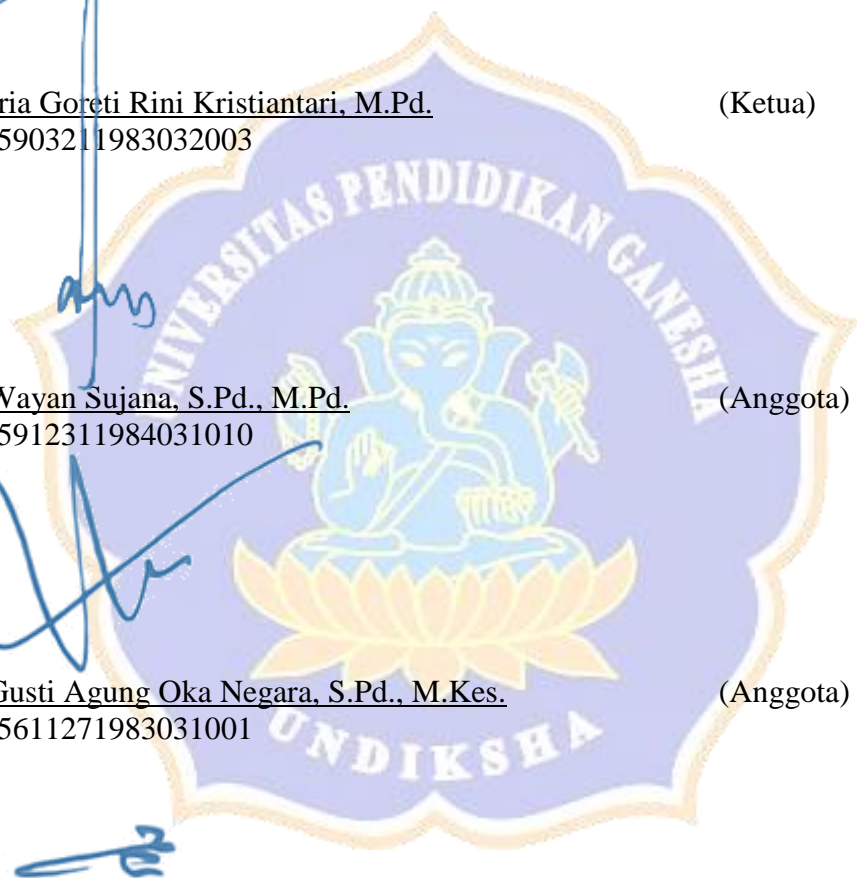 ria Goreti Rini Kristiantari, M.Pd. (Ketua)
5903211983032003
UNIVERSITAS PENDIDIKAN GANESHA
Wayan Sujana, S.Pd., M.Pd. (Anggota)
5912311984031010
Gusti Agung Oka Negara, S.Pd., M.Kes. (Anggota)
5611271983031001
UNDIKSHA